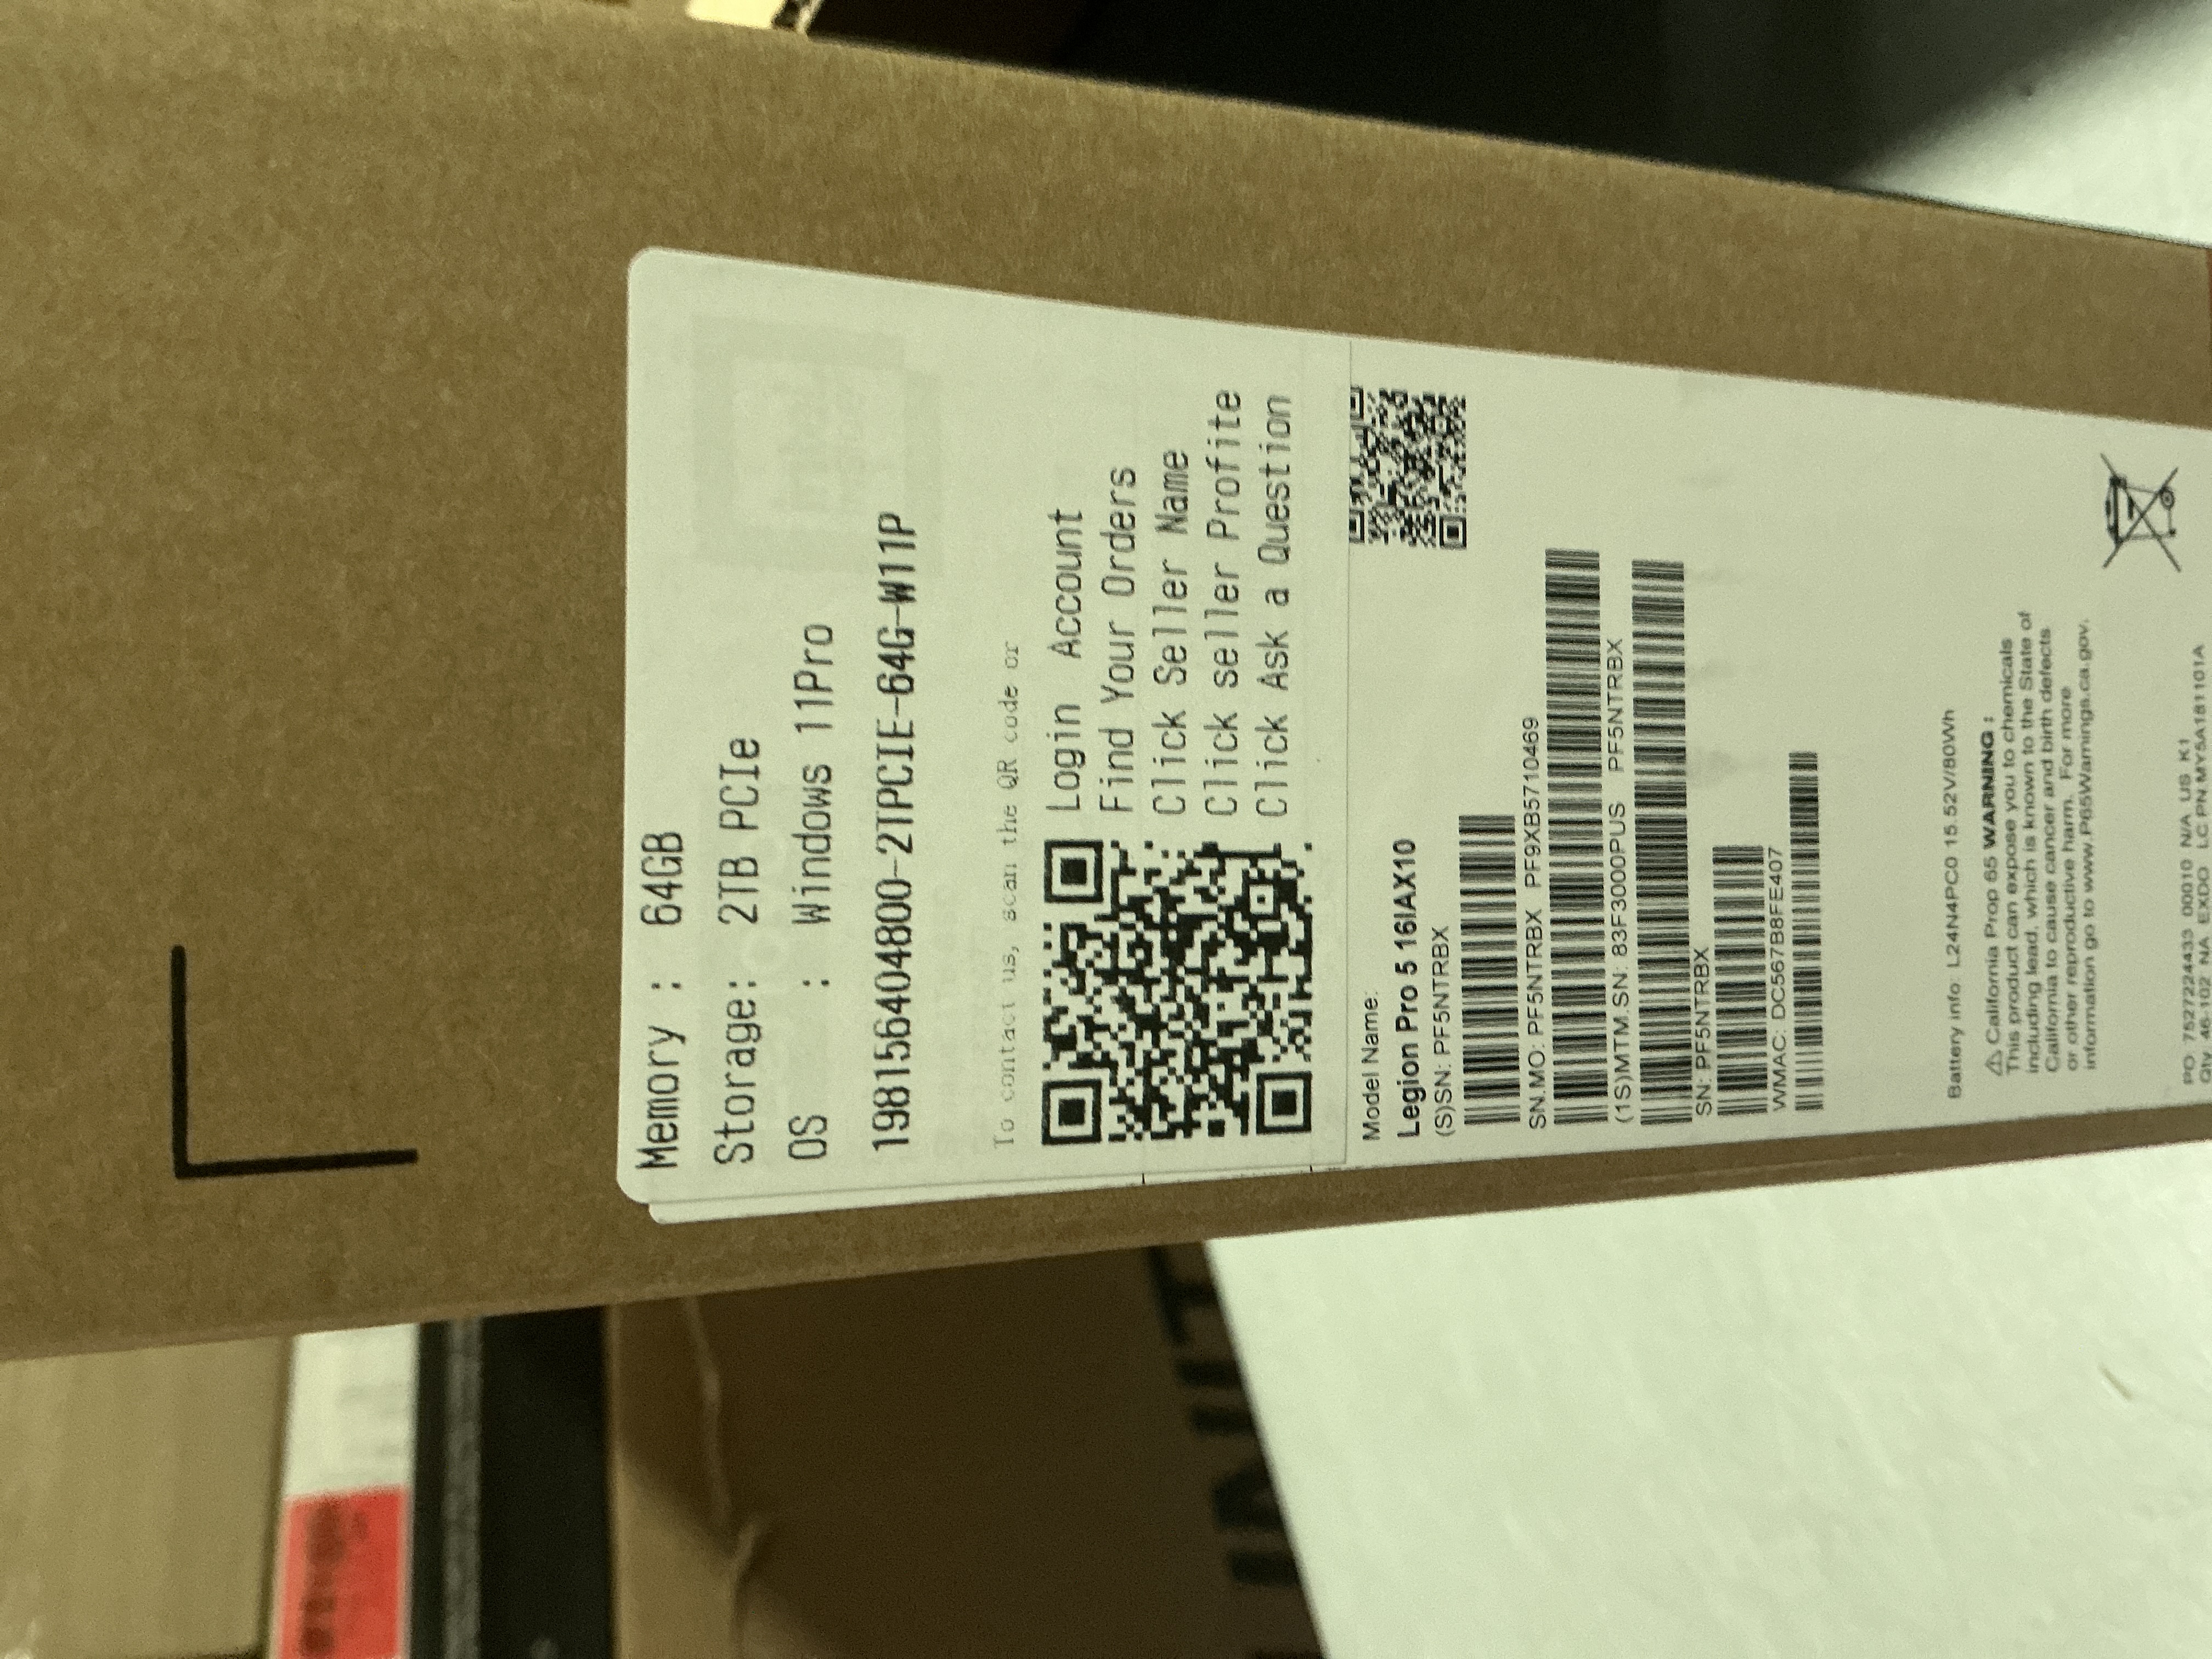 Memory : 64GB
Storage: 2TB PCIe
OS : Windows 11Pro
198156404800-2TPCIE-64G-W11P
To contact us, scan the QR code or
Login Account
Find Your Orders
Click Seller Name
Click seller Profite
Click Ask a Question
Model Name:
Legion Pro 5 16IAX10
(S)SN: PF5NTRBX
SN.MO: PF5NTRBX PF9XB5710469
(1S)MTM.SN: 83F3000PUS PF5NTRBX
SN: PF5NTRBX
WMAC: DC567B8FE407
Battery info: L24N4PC0 15.52V/80Wh
⚠ California Prop 65 WARNING :
This product can expose you to chemicals
including lead, which is known to the State of
California to cause cancer and birth defects
or other reproductive harm. For more
information go to www.P65Warnings.ca.gov.
PO 7527224433 00010 N/A US K1